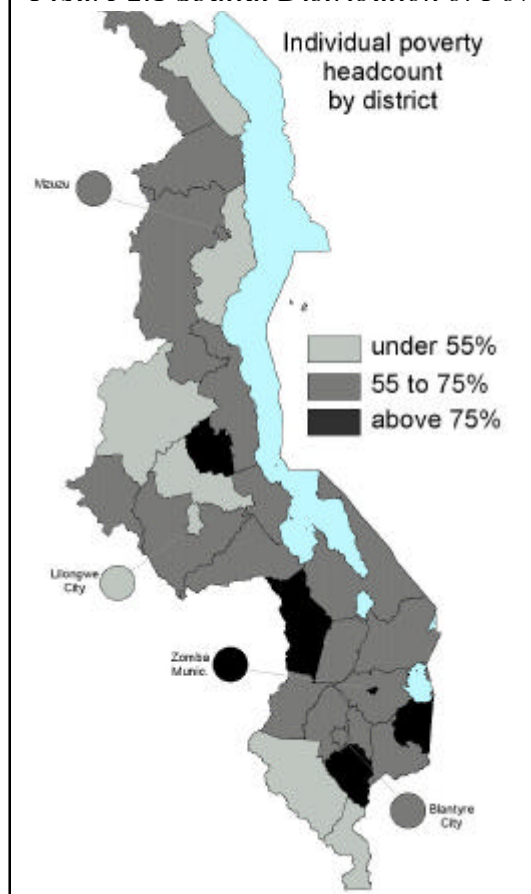 Individual poverty
headcount
by district
Mzuzu
under 55%
55 to 75%
above 75%
Lilongwe
City
Zomba
Munic.
Blantyre
City